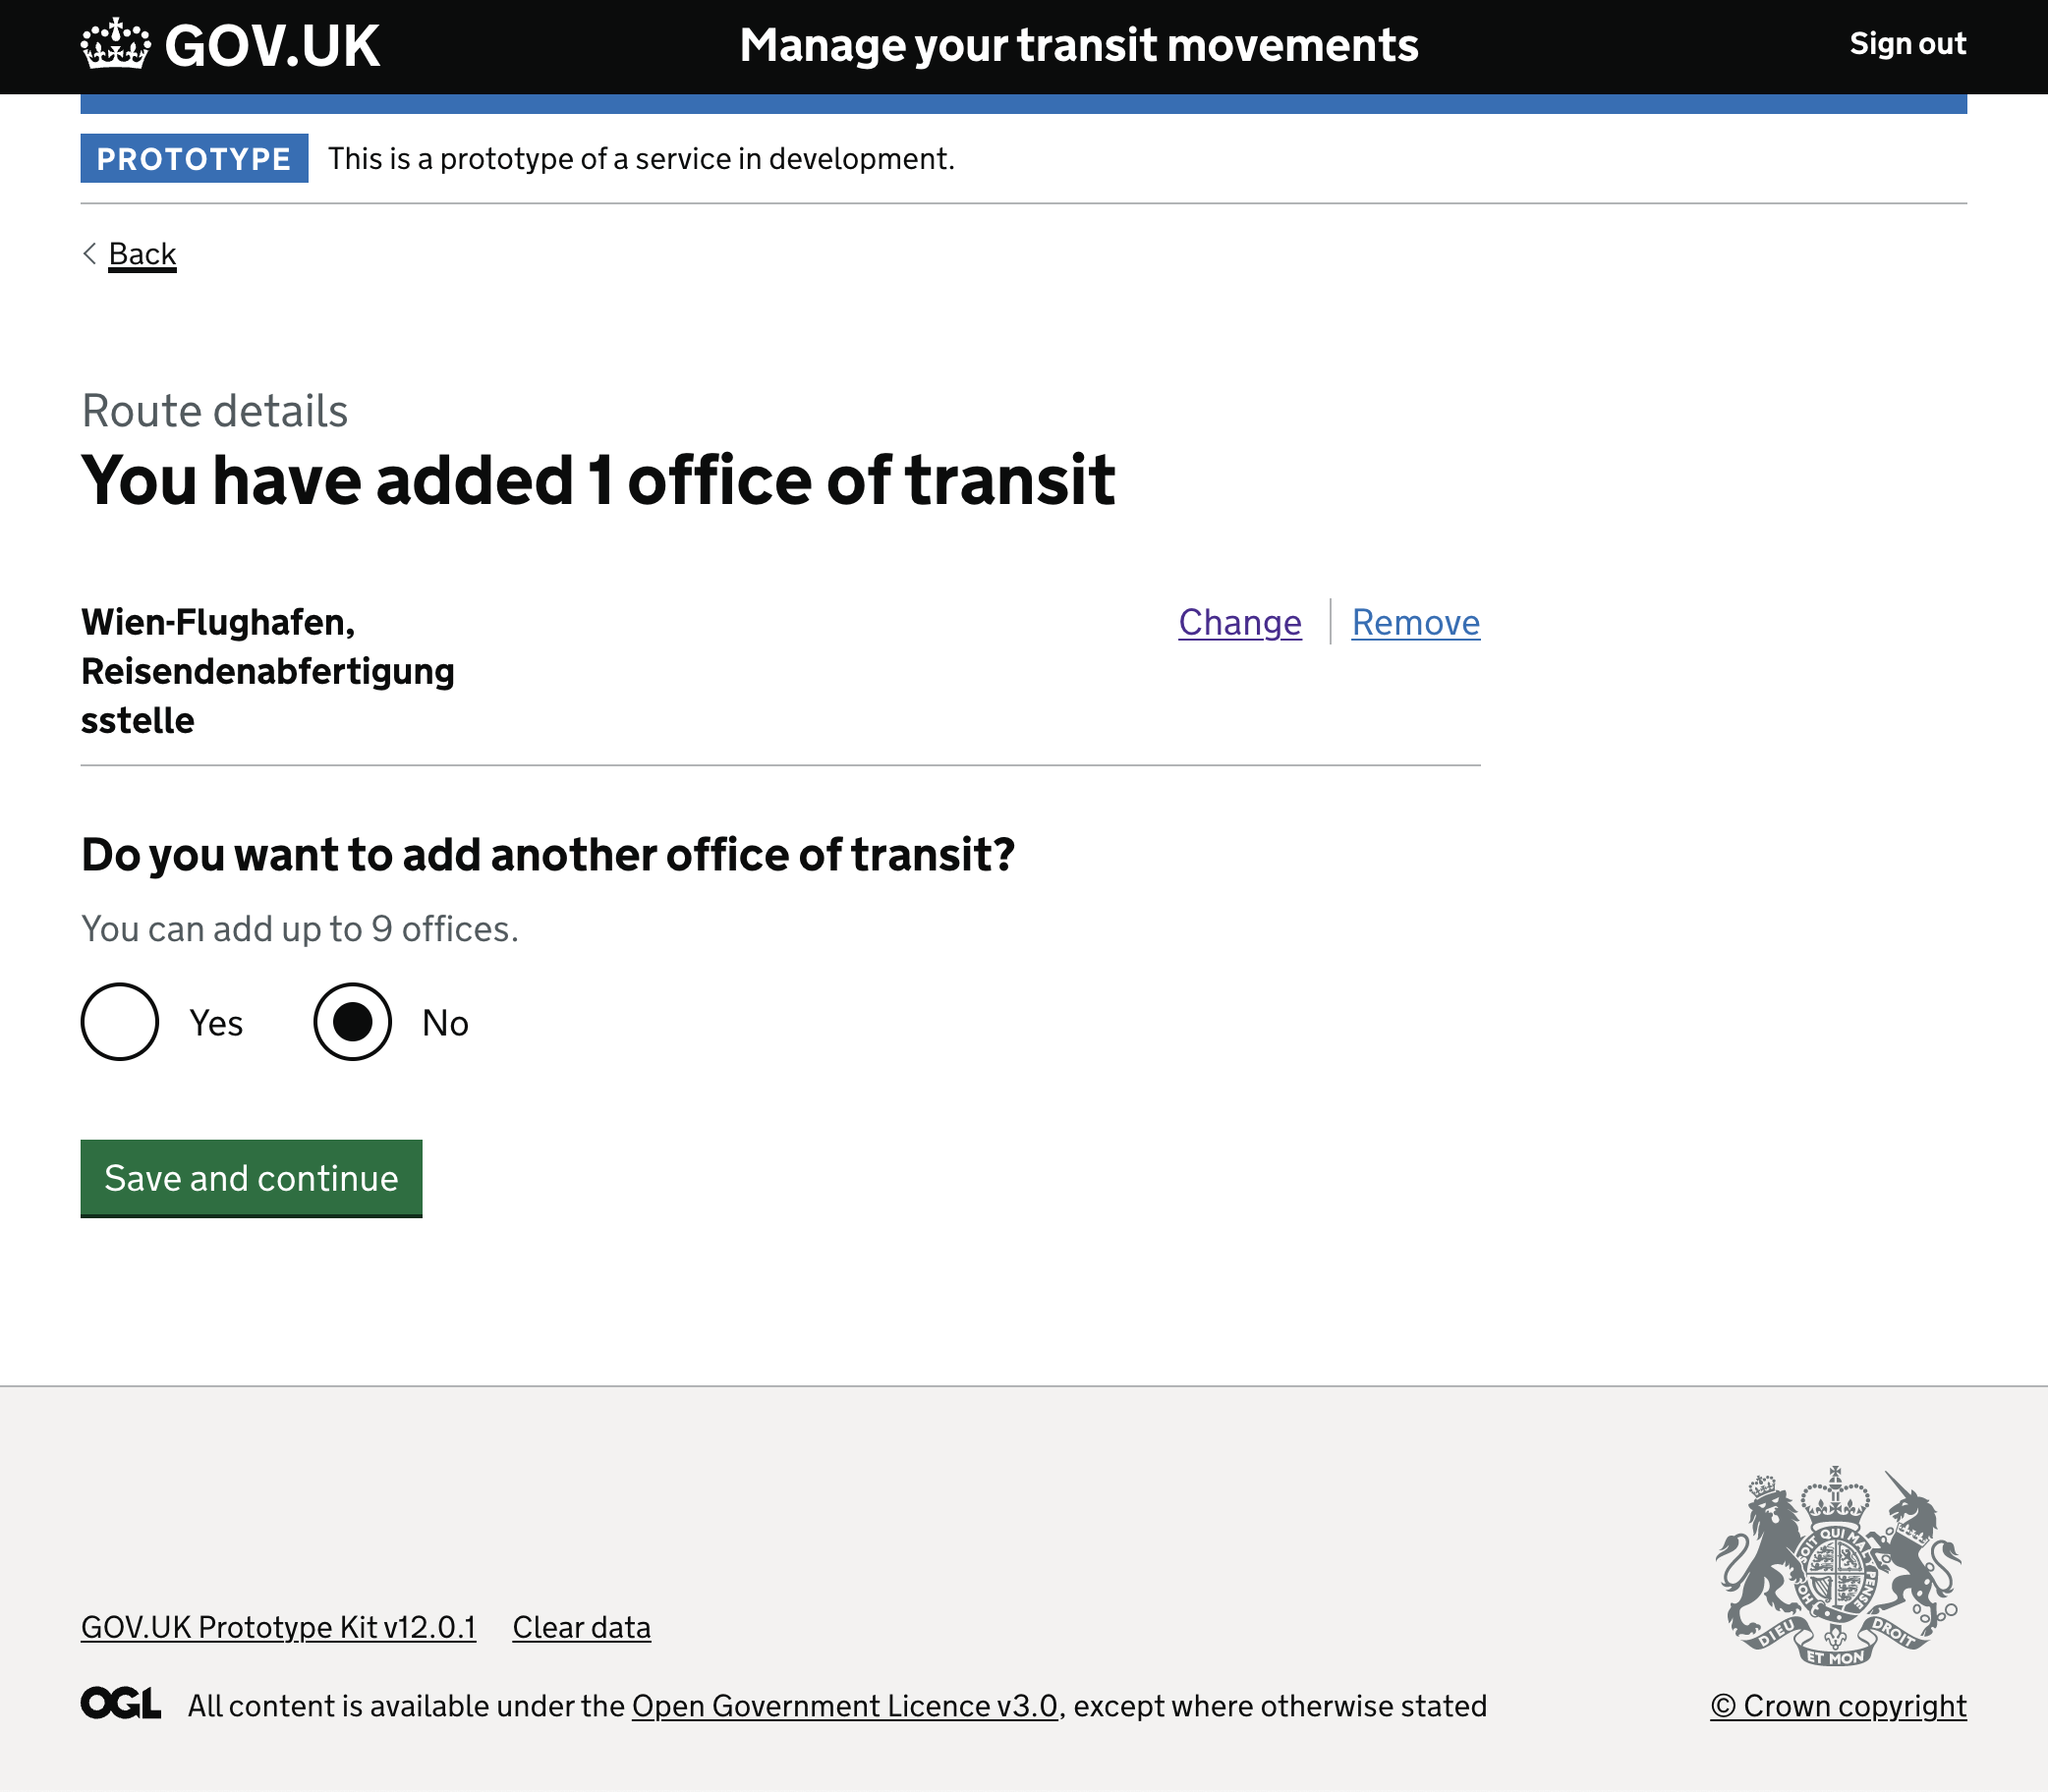 GOV.UK Manage your transit movements Sign out
PROTOTYPE This is a prototype of a service in development.
Back
Route details
You have added 1 office of transit
Wien-Flughafen, Change Remove
Reisendenabfertigung
sstelle
Do you want to add another office of transit?
You can add up to 9 offices.
Yes No
Save and continue
SOIT QUI MAL PENSE
DIEU ET MON DROIT
GOV.UK Prototype Kit v12.0.1 Clear data
OGL All content is available under the Open Government Licence v3.0, except where otherwise stated
© Crown copyright